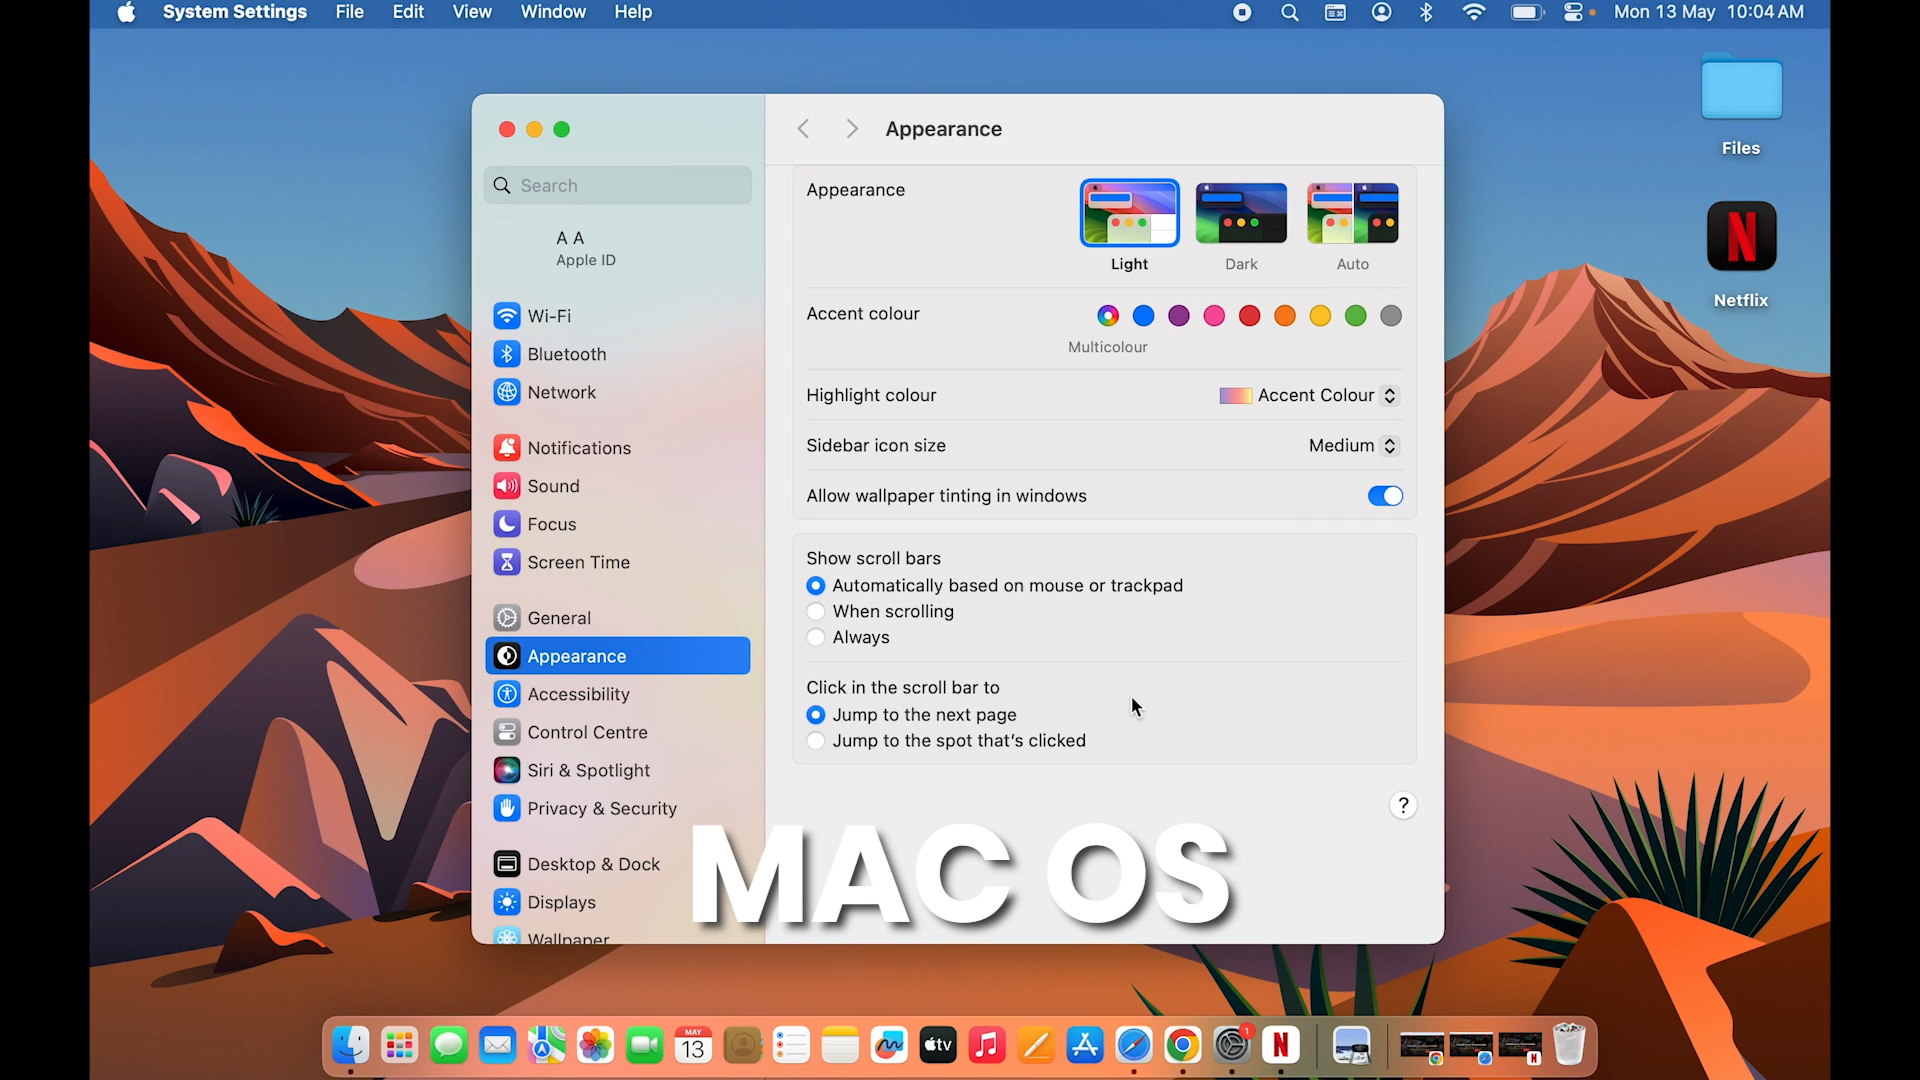 System Settings File Edit View Window Help Mon 13 May 10:04 AM
Appearance
Search
A A
Apple ID
Wi-Fi
Bluetooth
Network
Notifications
Sound
Focus
Screen Time
General
Appearance
Accessibility
Control Centre
Siri & Spotlight
Privacy & Security
Desktop & Dock
Displays
Wallpaper
Appearance
Light Dark Auto
Accent colour
Multicolour
Highlight colour Accent Colour
Sidebar icon size Medium
Allow wallpaper tinting in windows
Show scroll bars
Automatically based on mouse or trackpad
When scrolling
Always
Click in the scroll bar to
Jump to the next page
Jump to the spot that's clicked
?
MAC OS
Files
N
Netflix
MAY
13
tv
1
N